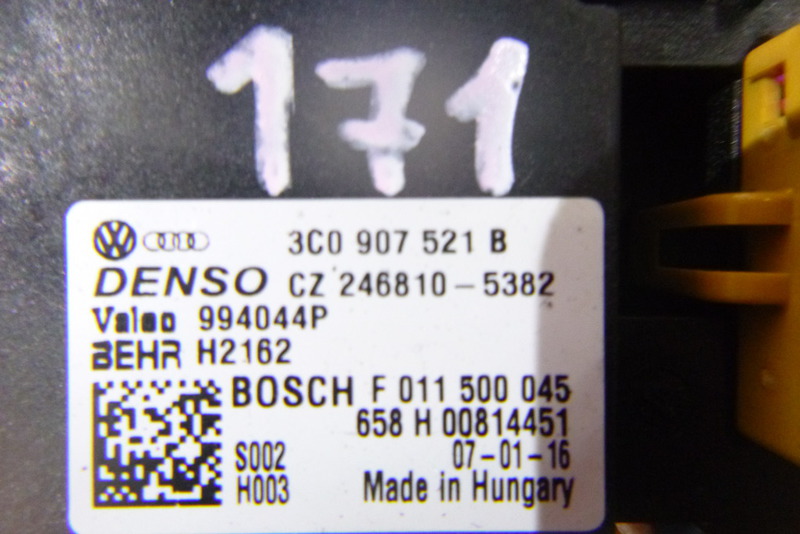 171
3C0 907 521 B
DENSO CZ 246810-5382
Valeo 994044P
BEHR H2162
BOSCH F 011 500 045
658 H 00814451
S002 07-01-16
H003 Made in Hungary